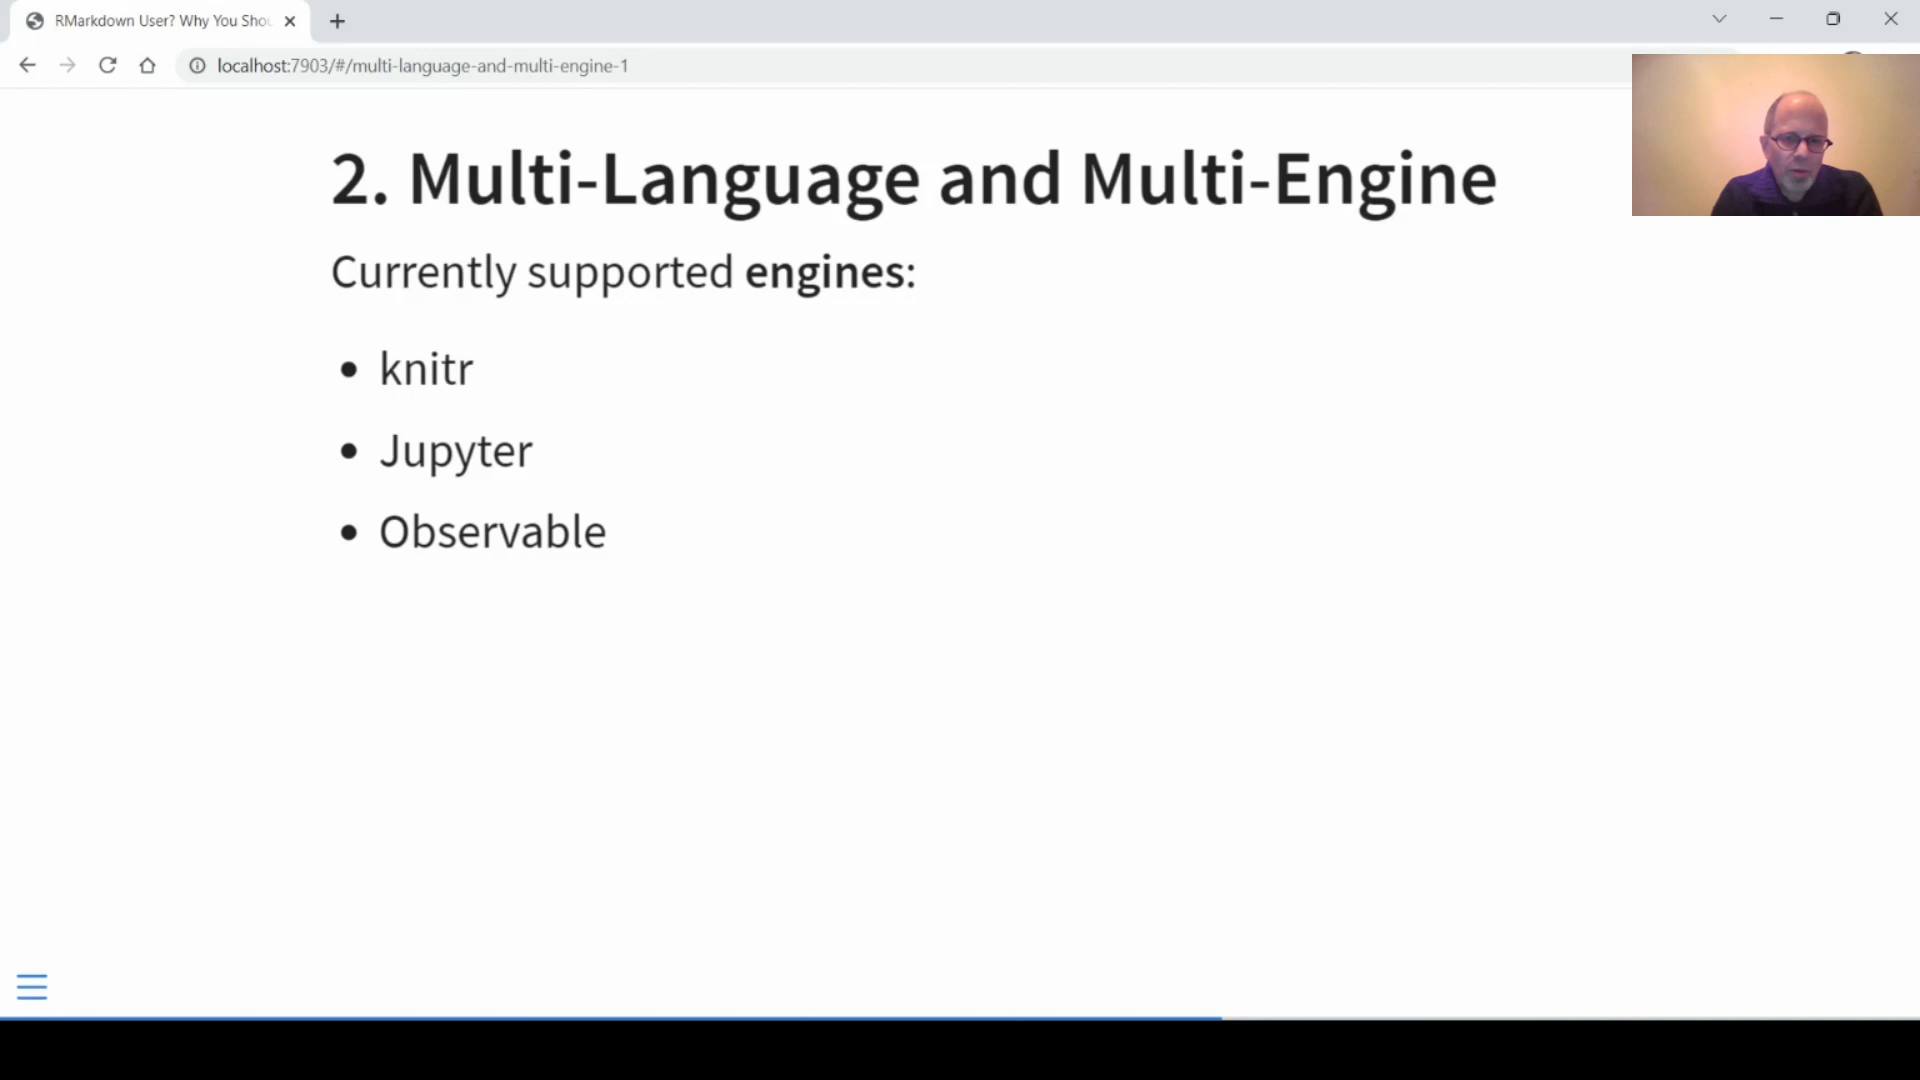 RMarkdown User? Why You Shou
localhost:7903/#/multi-language-and-multi-engine-1
2. Multi-Language and Multi-Engine
Currently supported engines:
• knitr
• Jupyter
• Observable